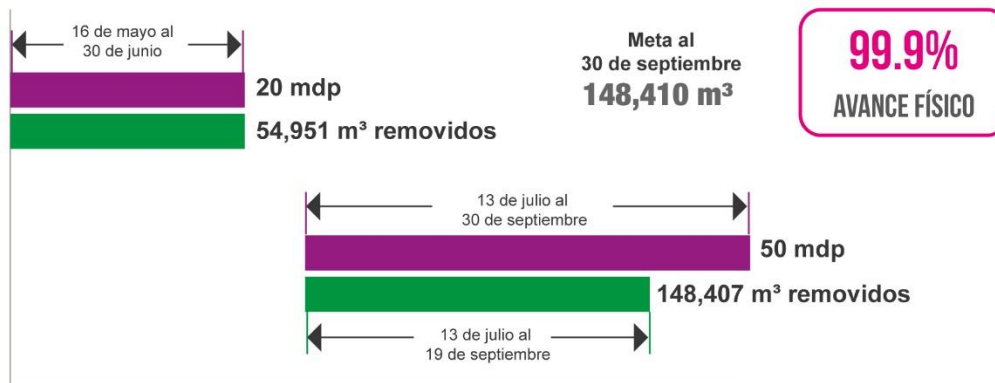 16 de mayo al
30 de junio
20 mdp
54,951 m³ removidos
Meta al
30 de septiembre
148,410 m³
99.9%
AVANCE FÍSICO
13 de julio al
30 de septiembre
50 mdp
148,407 m³ removidos
13 de julio al
19 de septiembre